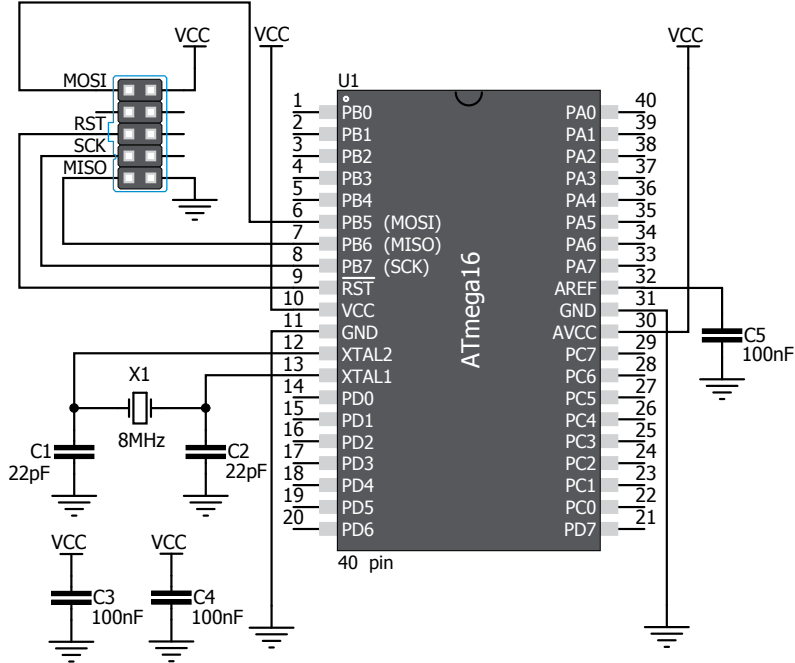 VCC
VCC
VCC
MOSI
RST
SCK
MISO
U1
1 PB0
2 PB1
3 PB2
4 PB3
5 PB4
6 PB5 (MOSI)
7 PB6 (MISO)
8 PB7 (SCK)
9 RST
10 VCC
11 GND
12 XTAL2
13 XTAL1
14 PD0
15 PD1
16 PD2
17 PD3
18 PD4
19 PD5
20 PD6
ATmega16
PA0 40
PA1 39
PA2 38
PA3 37
PA4 36
PA5 35
PA6 34
PA7 33
AREF 32
GND 31
AVCC 30
PC7 29
PC6 28
PC5 27
PC4 26
PC3 25
PC2 24
PC1 23
PC0 22
PD7 21
40 pin
C5
100nF
X1
8MHz
C1
22pF
C2
22pF
VCC
VCC
C3
100nF
C4
100nF